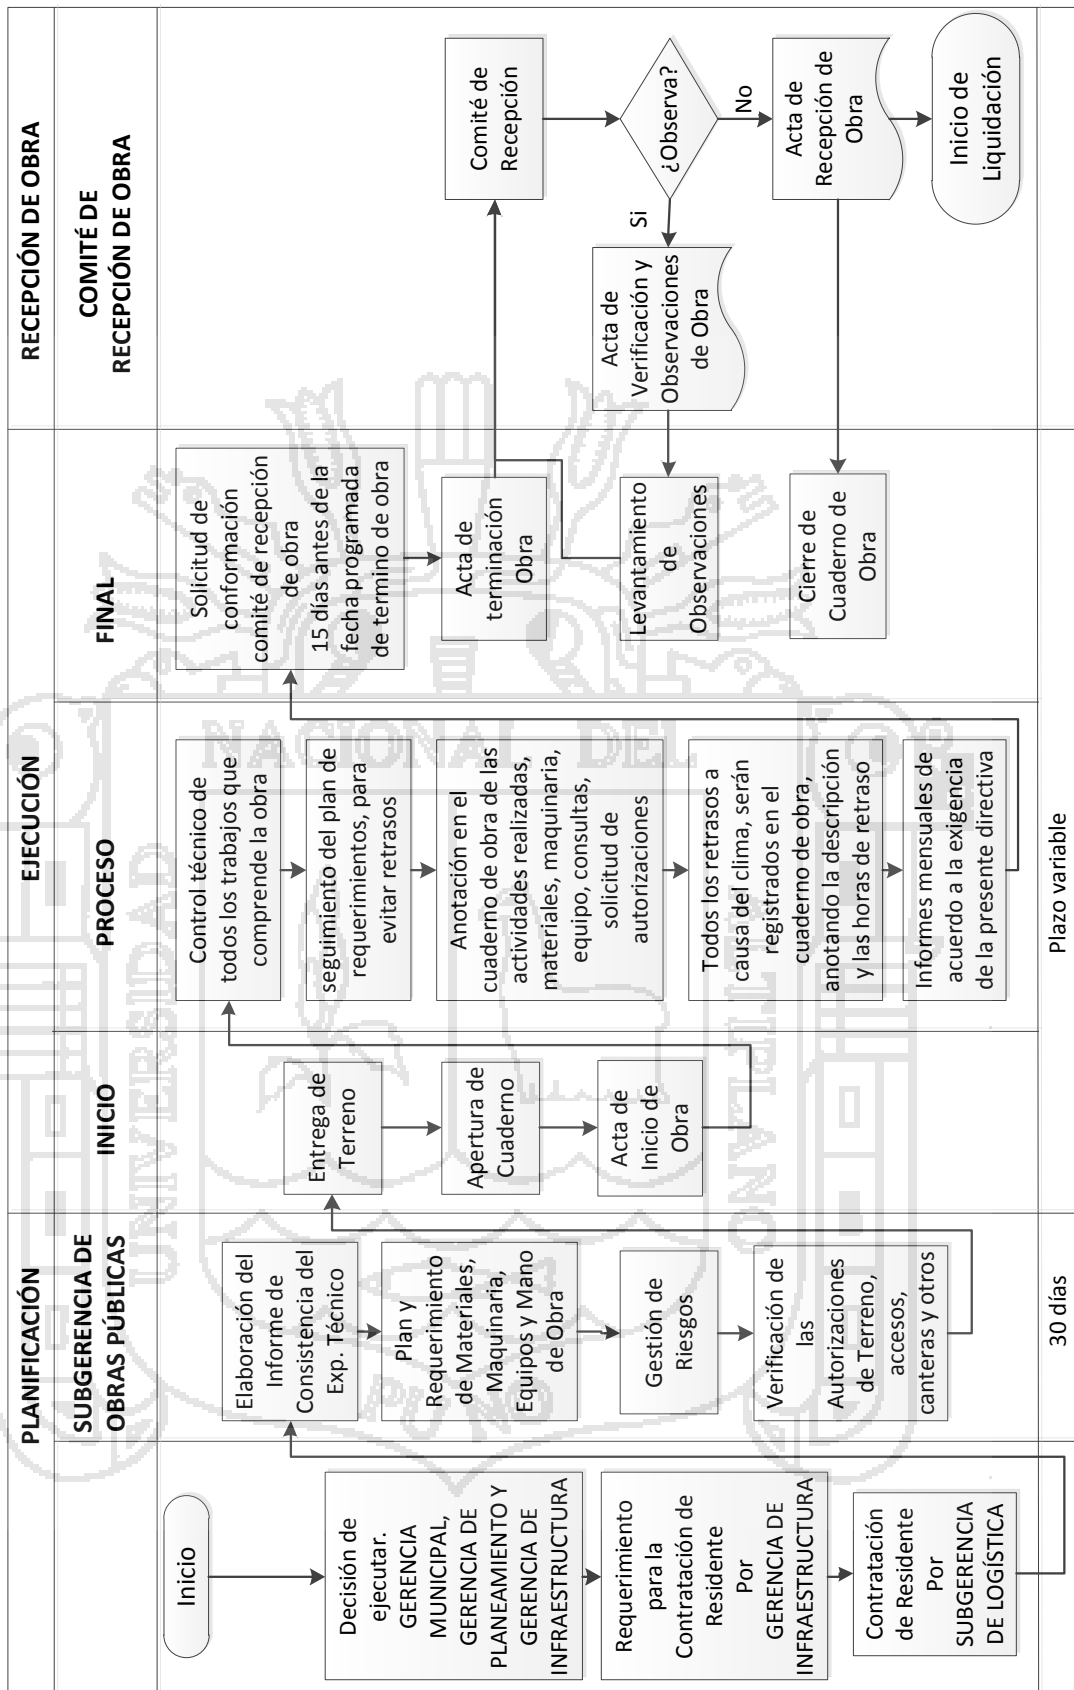 PLANIFICACIÓN
EJECUCIÓN
RECEPCIÓN DE OBRA
SUBGERENCIA DE
OBRAS PÚBLICAS
INICIO
PROCESO
FINAL
COMITÉ DE
RECEPCIÓN DE OBRA
Inicio
Decisión de
ejecutar.
GERENCIA
MUNICIPAL,
GERENCIA DE
PLANEAMIENTO Y
GERENCIA DE
INFRAESTRUCTURA
Requerimiento
para la
Contratación de
Residente
Por
GERENCIA DE
INFRAESTRUCTURA
Contratación
de Residente
Por
SUBGERENCIA
DE LOGÍSTICA
Elaboración del
Informe de
Consistencia del
Exp. Técnico
Plan y
Requerimiento
de Materiales,
Maquinaria,
Equipos y Mano
de Obra
Gestión de
Riesgos
Verificación de
las
Autorizaciones
de Terreno,
accesos,
canteras y otros
Entrega de
Terreno
Apertura de
Cuaderno
Acta de
Inicio de
Obra
Control técnico de
todos los trabajos que
comprende la obra
seguimiento del plan de
requerimientos, para
evitar retrasos
Anotación en el
cuaderno de obra de las
actividades realizadas,
materiales, maquinaria,
equipo, consultas,
solicitud de
autorizaciones
Todos los retrasos a
causa del clima, serán
registrados en el
cuaderno de obra,
anotando la descripción
y las horas de retraso
Informes mensuales de
acuerdo a la exigencia
de la presente directiva
Solicitud de
conformación
comité de recepción
de obra
15 días antes de la
fecha programada
de termino de obra
Acta de
terminación
Obra
Levantamiento
de
Observaciones
Cierre de
Cuaderno de
Obra
Comité de
Recepción
¿Observa?
Si
No
Acta de
Verificación y
Observaciones
de Obra
Acta de
Recepción de
Obra
Inicio de
Liquidación
30 días
Plazo variable
UNIVERSIDAD
NACIONAL DEL
ALTIPLANO
PUNO